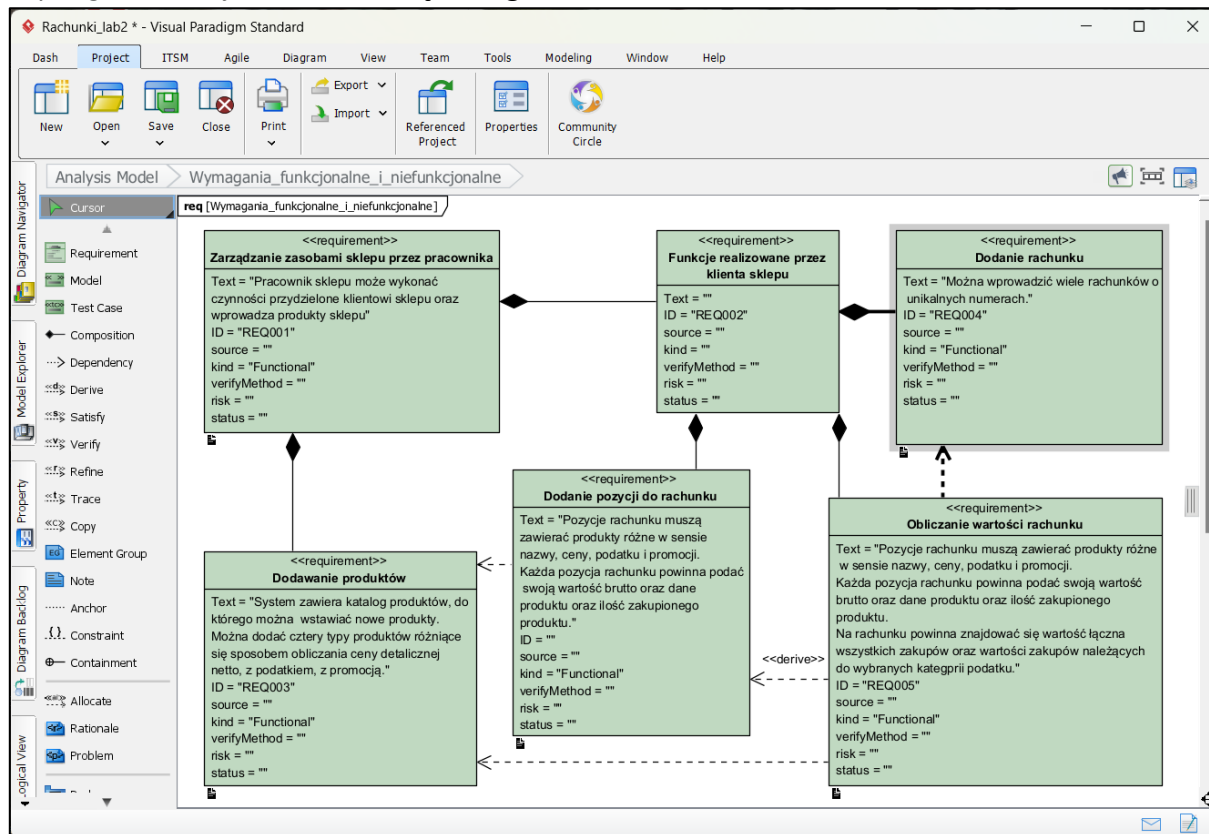 Rachunki_lab2 * - Visual Paradigm Standard
Dash Project ITSM Agile Diagram View Team Tools Modeling Window Help
New
Open
Save
Close
Print
Export
Import
Referenced
Project
Properties
Community
Circle
Analysis Model
Wymagania_funkcjonalne_i_niefunkcjonalne
Diagram Navigator
Model Explorer
Property
Diagram Backlog
Logical View
Cursor
Requirement
Model
Test Case
Composition
Dependency
Derive
Satisfy
Verify
Refine
Trace
Copy
Element Group
Note
Anchor
Constraint
Containment
Allocate
Rationale
Problem
req [Wymagania_funkcjonalne_i_niefunkcjonalne]
<<requirement>>
Zarządzanie zasobami sklepu przez pracownika
Text = "Pracownik sklepu może wykonać
czynności przydzielone klientowi sklepu oraz
wprowadza produkty sklepu"
ID = "REQ001"
source = ""
kind = "Functional"
verifyMethod = ""
risk = ""
status = ""
<<requirement>>
Funkcje realizowane przez
klienta sklepu
Text = ""
ID = "REQ002"
source = ""
kind = ""
verifyMethod = ""
risk = ""
status = ""
<<requirement>>
Dodanie rachunku
Text = "Można wprowadzić wiele rachunków o
unikalnych numerach."
ID = "REQ004"
source = ""
kind = "Functional"
verifyMethod = ""
risk = ""
status = ""
<<requirement>>
Dodanie pozycji do rachunku
Text = "Pozycje rachunku muszą
zawierać produkty różne w sensie
nazwy, ceny, podatku i promocji.
Każda pozycja rachunku powinna podać
swoją wartość brutto oraz dane
produktu oraz ilość zakupionego
produktu."
ID = ""
source = ""
kind = "Functional"
verifyMethod = ""
risk = ""
status = ""
<<requirement>>
Obliczanie wartości rachunku
Text = "Pozycje rachunku muszą zawierać produkty różne
w sensie nazwy, ceny, podatku i promocji.
Każda pozycja rachunku powinna podać swoją wartość
brutto oraz dane produktu oraz ilość zakupionego
produktu.
Na rachunku powinna znajdować się wartość łączna
wszystkich zakupów oraz wartości zakupów należących
do wybranych kategprii podatku."
ID = "REQ005"
source = ""
kind = "Functional"
verifyMethod = ""
risk = ""
status = ""
<<requirement>>
Dodawanie produktów
Text = "System zawiera katalog produktów, do
którego można wstawiać nowe produkty.
Można dodać cztery typy produktów różniące
się sposobem obliczania ceny detalicznej
netto, z podatkiem, z promocją."
ID = "REQ003"
source = ""
kind = "Functional"
verifyMethod = ""
risk = ""
status = ""
<<derive>>